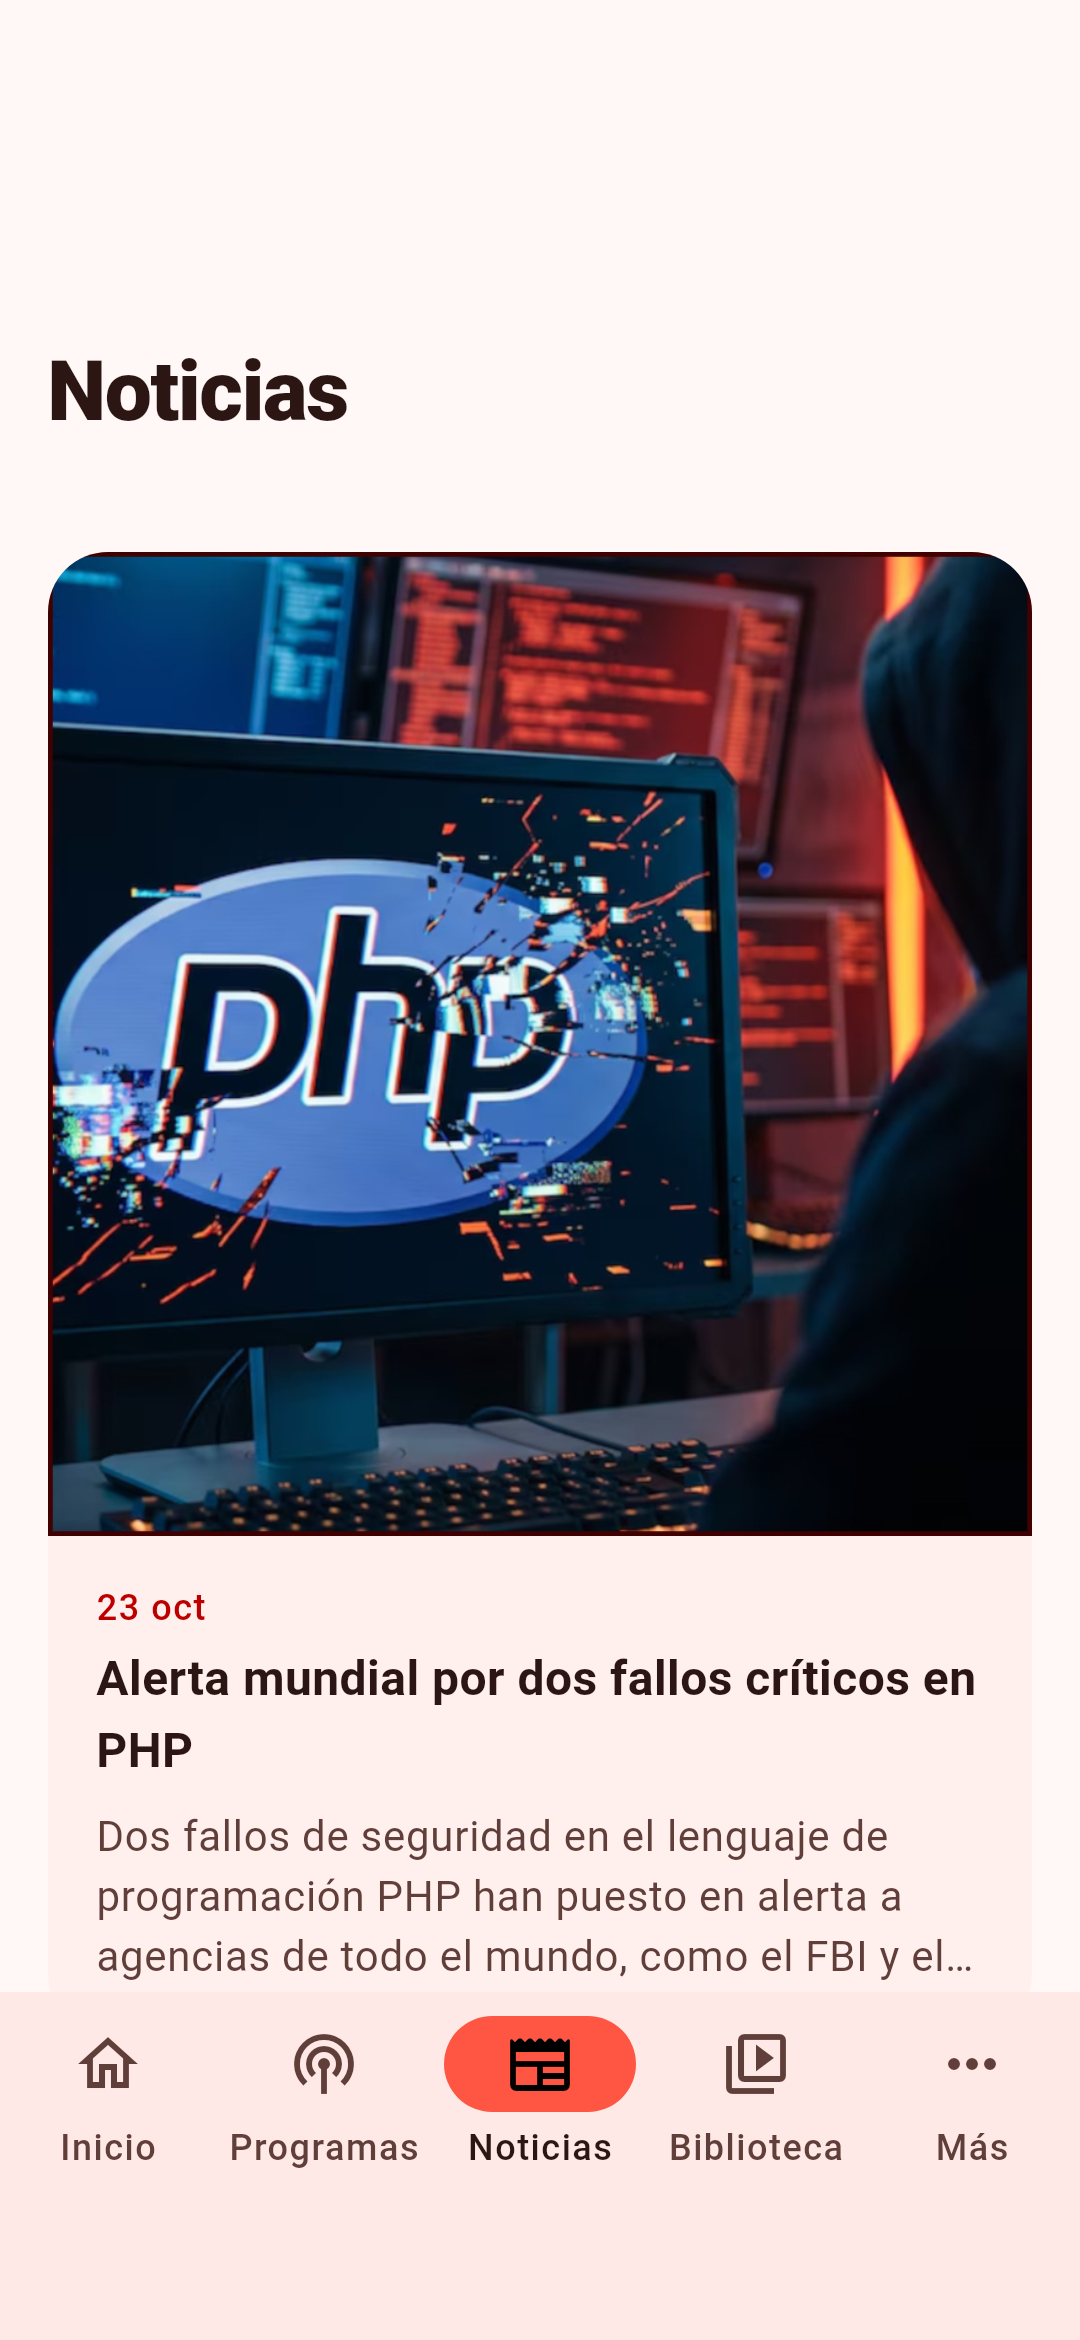 Noticias
php
23 oct
Alerta mundial por dos fallos críticos en
PHP
Dos fallos de seguridad en el lenguaje de
programación PHP han puesto en alerta a
agencias de todo el mundo, como el FBI y el…
Inicio
Programas
Noticias
Biblioteca
Más